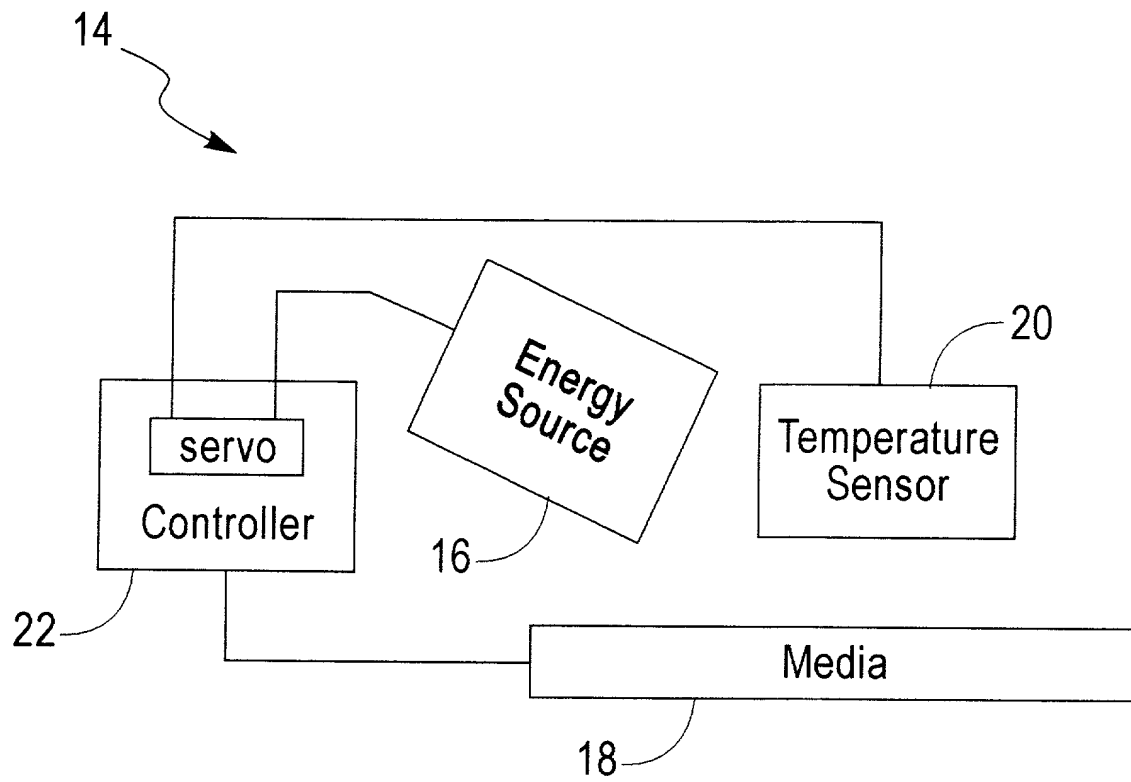 14
20
Energy
Source
Temperature
Sensor
servo
Controller
16
22
Media
18